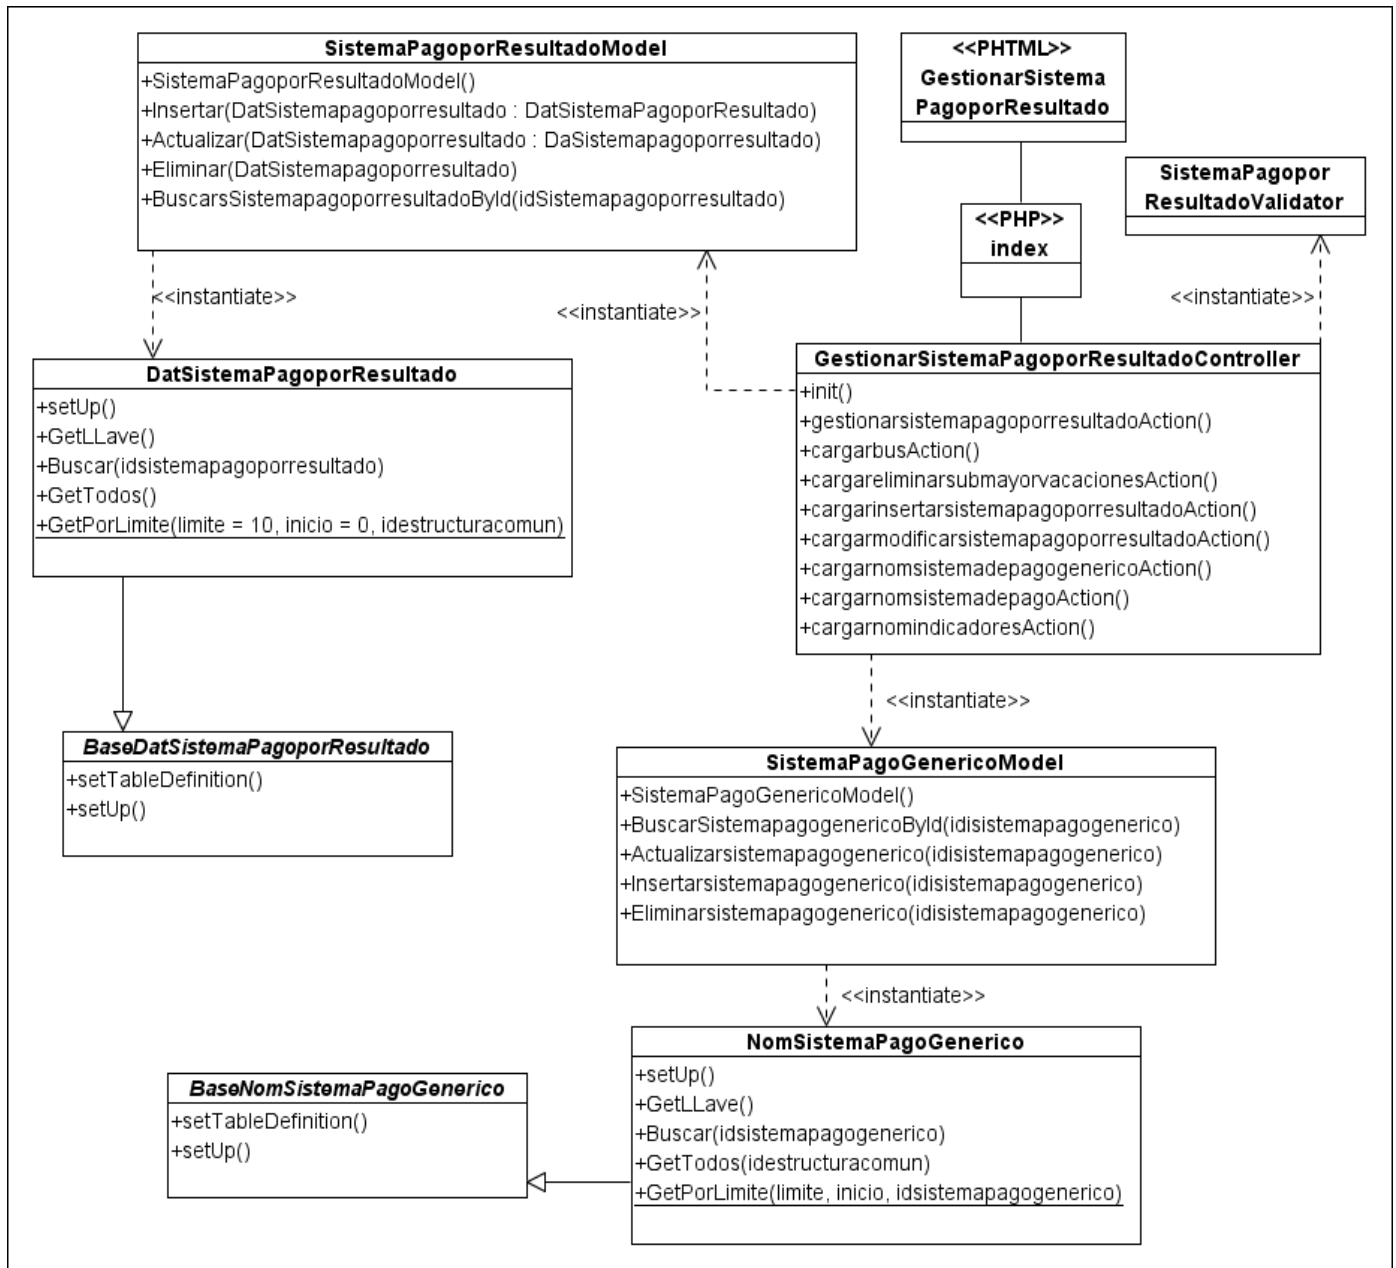 SistemaPagoporResultadoModel
+SistemaPagoporResultadoModel()
+Insertar(DatSistemapagoporresultado : DatSistemaPagoporResultado)
+Actualizar(DatSistemapagoporresultado : DaSistemapagoporresultado)
+Eliminar(DatSistemapagoporresultado)
+BuscarsSistemapagoporresultadoById(idSistemapagoporresultado)
<<PHTML>>
GestionarSistema
PagoporResultado
SistemaPagopor
ResultadoValidator
<<PHP>>
index
<<instantiate>>
<<instantiate>>
<<instantiate>>
DatSistemaPagoporResultado
+setUp()
+GetLLave()
+Buscar(idsistemapagoporresultado)
+GetTodos()
+GetPorLimite(limite = 10, inicio = 0, idestructuracomun)
GestionarSistemaPagoporResultadoController
+init()
+gestionarsistemapagoporresultadoAction()
+cargarbusAction()
+cargareliminarsubmayorvacacionesAction()
+cargarinsertarsistemapagoporresultadoAction()
+cargarmodificarsistemapagoporresultadoAction()
+cargarnomsistemadepagogenericoAction()
+cargarnomsistemadepagoAction()
+cargarnomindicadoresAction()
<<instantiate>>
BaseDatSistemaPagoporResultado
+setTableDefinition()
+setUp()
SistemaPagoGenericoModel
+SistemaPagoGenericoModel()
+BuscarSistemapagogenericoById(idisistemapagogenerico)
+Actualizarsistemapagogenerico(idisistemapagogenerico)
+Insertarsistemapagogenerico(idisistemapagogenerico)
+Eliminarsistemapagogenerico(idisistemapagogenerico)
<<instantiate>>
NomSistemaPagoGenerico
+setUp()
+GetLLave()
+Buscar(idsistemapagogenerico)
+GetTodos(idestructuracomun)
+GetPorLimite(limite, inicio, idsistemapagogenerico)
BaseNomSistemaPagoGenerico
+setTableDefinition()
+setUp()